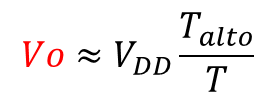 Vo ≈ V_DD T_alto / T